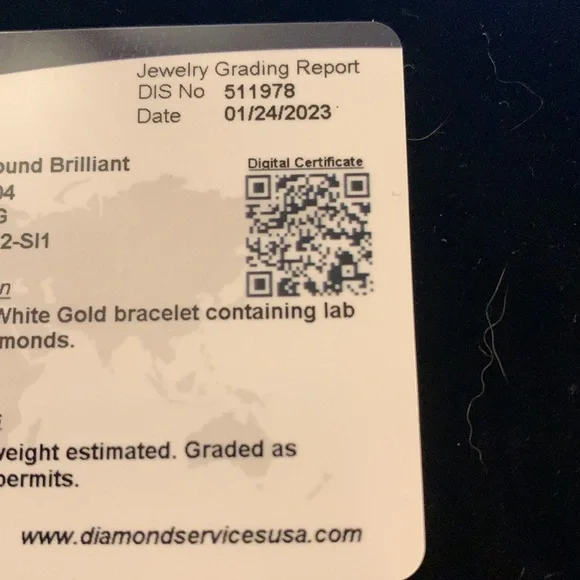 Jewelry Grading Report
DIS No 511978
Date 01/24/2023
ound Brilliant
Digital Certificate
04
G
2-SI1
n
White Gold bracelet containing lab
monds.
weight estimated. Graded as
permits.
www.diamondservicesusa.com